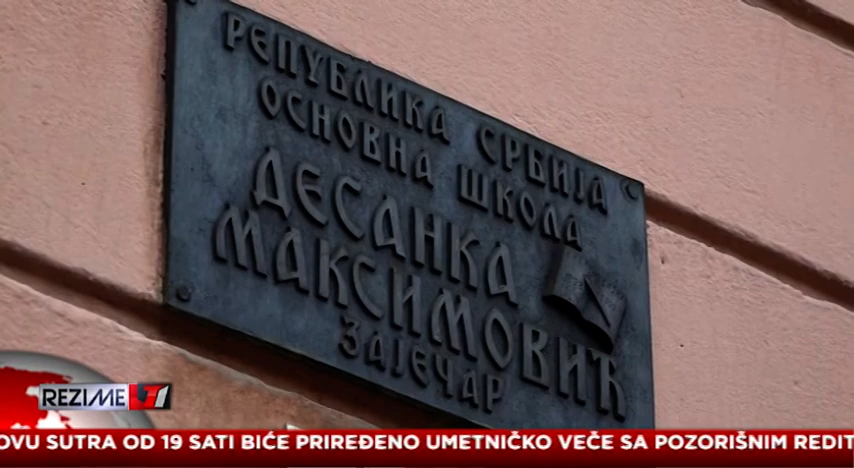 РЕПУБЛИКА СРБИЈА
ОСНОВНА ШКОЛА
ДЕСАНКА
МАКСИМОВИЋ
ЗАЈЕЧАР
REZIME
OVU SUTRA OD 19 SATI BIĆE PRIREĐENO UMETNIČKO VEČE SA POZORIŠNIM REDIT